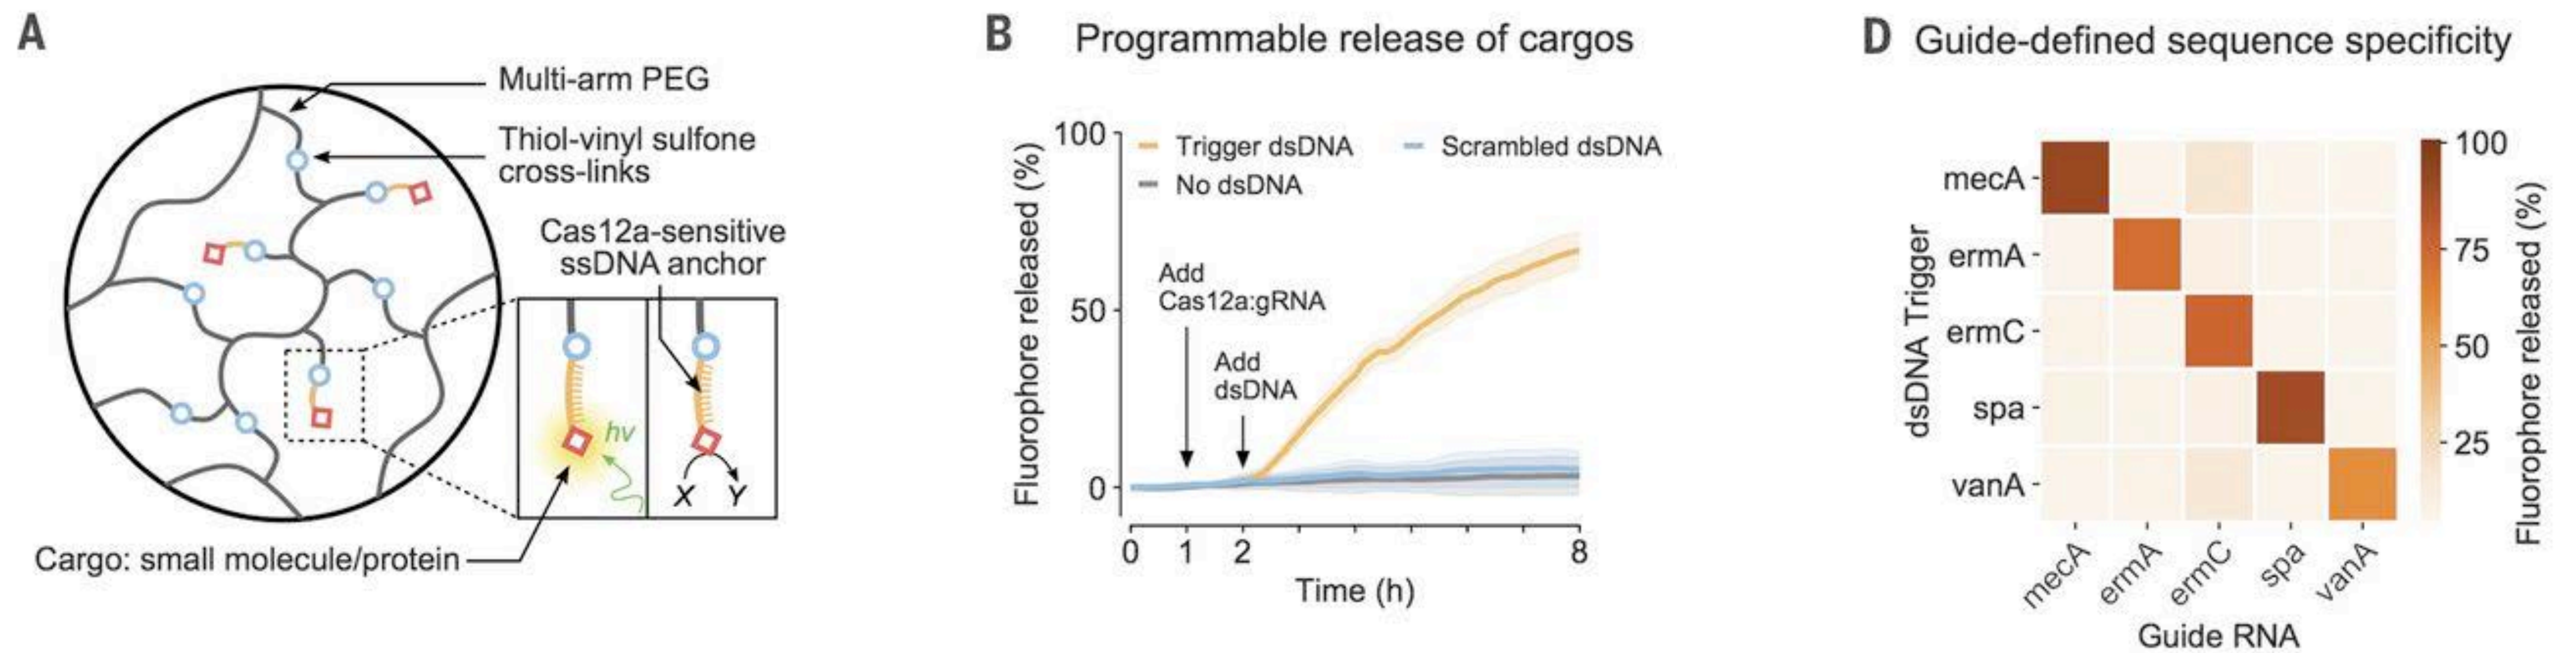 A
Multi-arm PEG
Thiol-vinyl sulfone
cross-links
Cas12a-sensitive
ssDNA anchor
hν
X Y
Cargo: small molecule/protein
B Programmable release of cargos
Fluorophore released (%)
100
50
0
Trigger dsDNA
Scrambled dsDNA
No dsDNA
Add
Cas12a:gRNA
Add
dsDNA
0 1 2 8
Time (h)
D Guide-defined sequence specificity
dsDNA Trigger
mecA
ermA
ermC
spa
vanA
mecA
ermA
ermC
spa
vanA
Guide RNA
100
75
50
25
Fluorophore released (%)